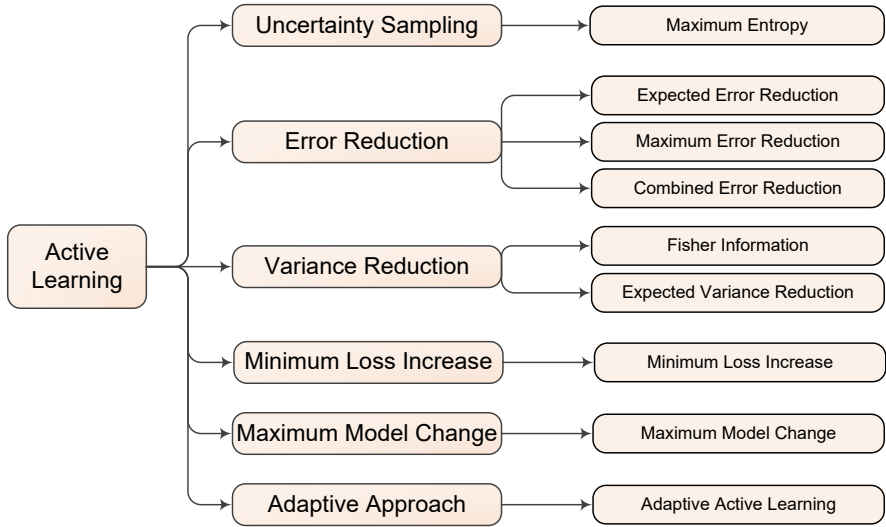 Active
Learning
Uncertainty Sampling
Maximum Entropy
Error Reduction
Expected Error Reduction
Maximum Error Reduction
Combined Error Reduction
Variance Reduction
Fisher Information
Expected Variance Reduction
Minimum Loss Increase
Minimum Loss Increase
Maximum Model Change
Maximum Model Change
Adaptive Approach
Adaptive Active Learning